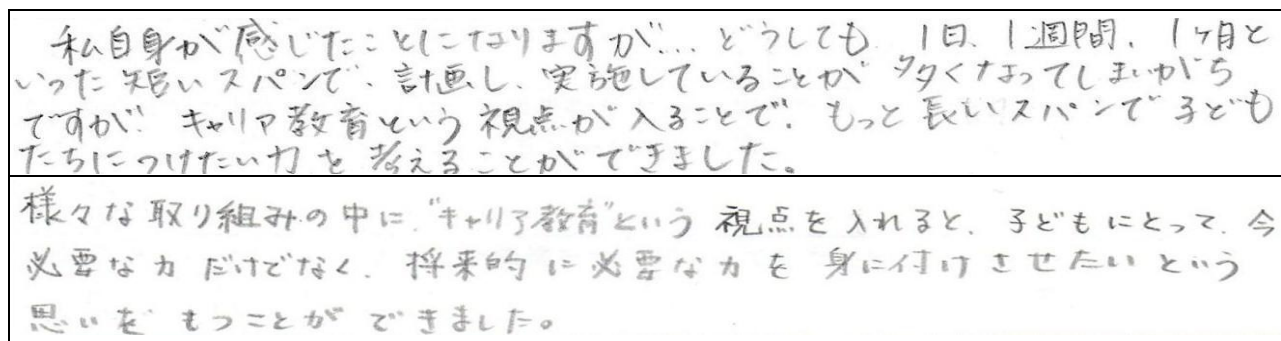 私自身が感じたことになりますが… どうしても、1日、1週間、1ヶ月と
いった短いスパンで、計画し、実施していることが多くなってしまいがち
ですが、キャリア教育という視点が入ることで、もっと長いスパンで子ども
たちにつけたい力を考えることができました。
様々な取り組みの中に、"キャリア教育"という視点を入れると、子どもにとって、今
必要な力だけでなく、将来的に必要な力を身に付けさせたいという
思いをもつことができました。